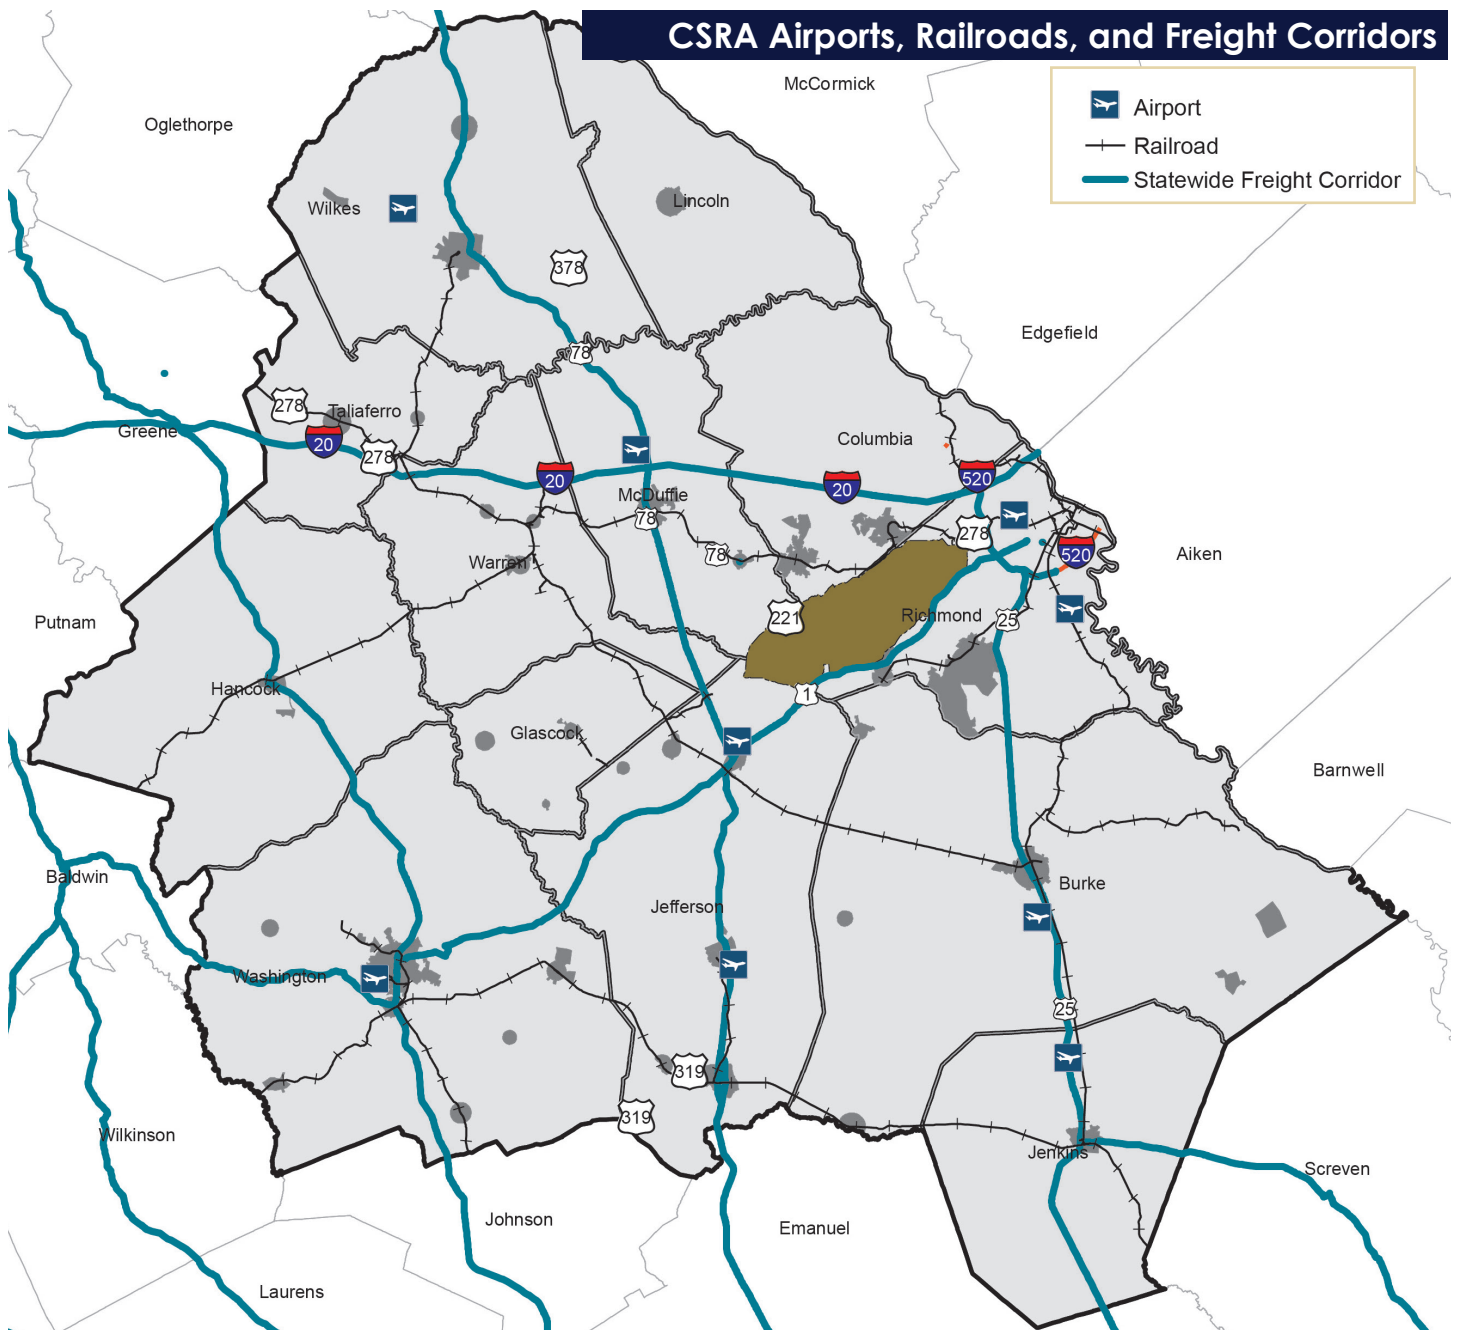 CSRA Airports, Railroads, and Freight Corridors
McCormick
Airport
Oglethorpe
Railroad
Statewide Freight Corridor
Wilkes
Lincoln
378
Edgefield
78
278
Taliaferro
Greene
20
278
Columbia
20
20
520
McDuffie
78
278
78
520
Aiken
Warren
221
Richmond
25
Putnam
Hancock
1
Glascock
Barnwell
Baldwin
Burke
Jefferson
Washington
25
319
319
Wilkinson
Jenkins
Screven
Johnson
Emanuel
Laurens